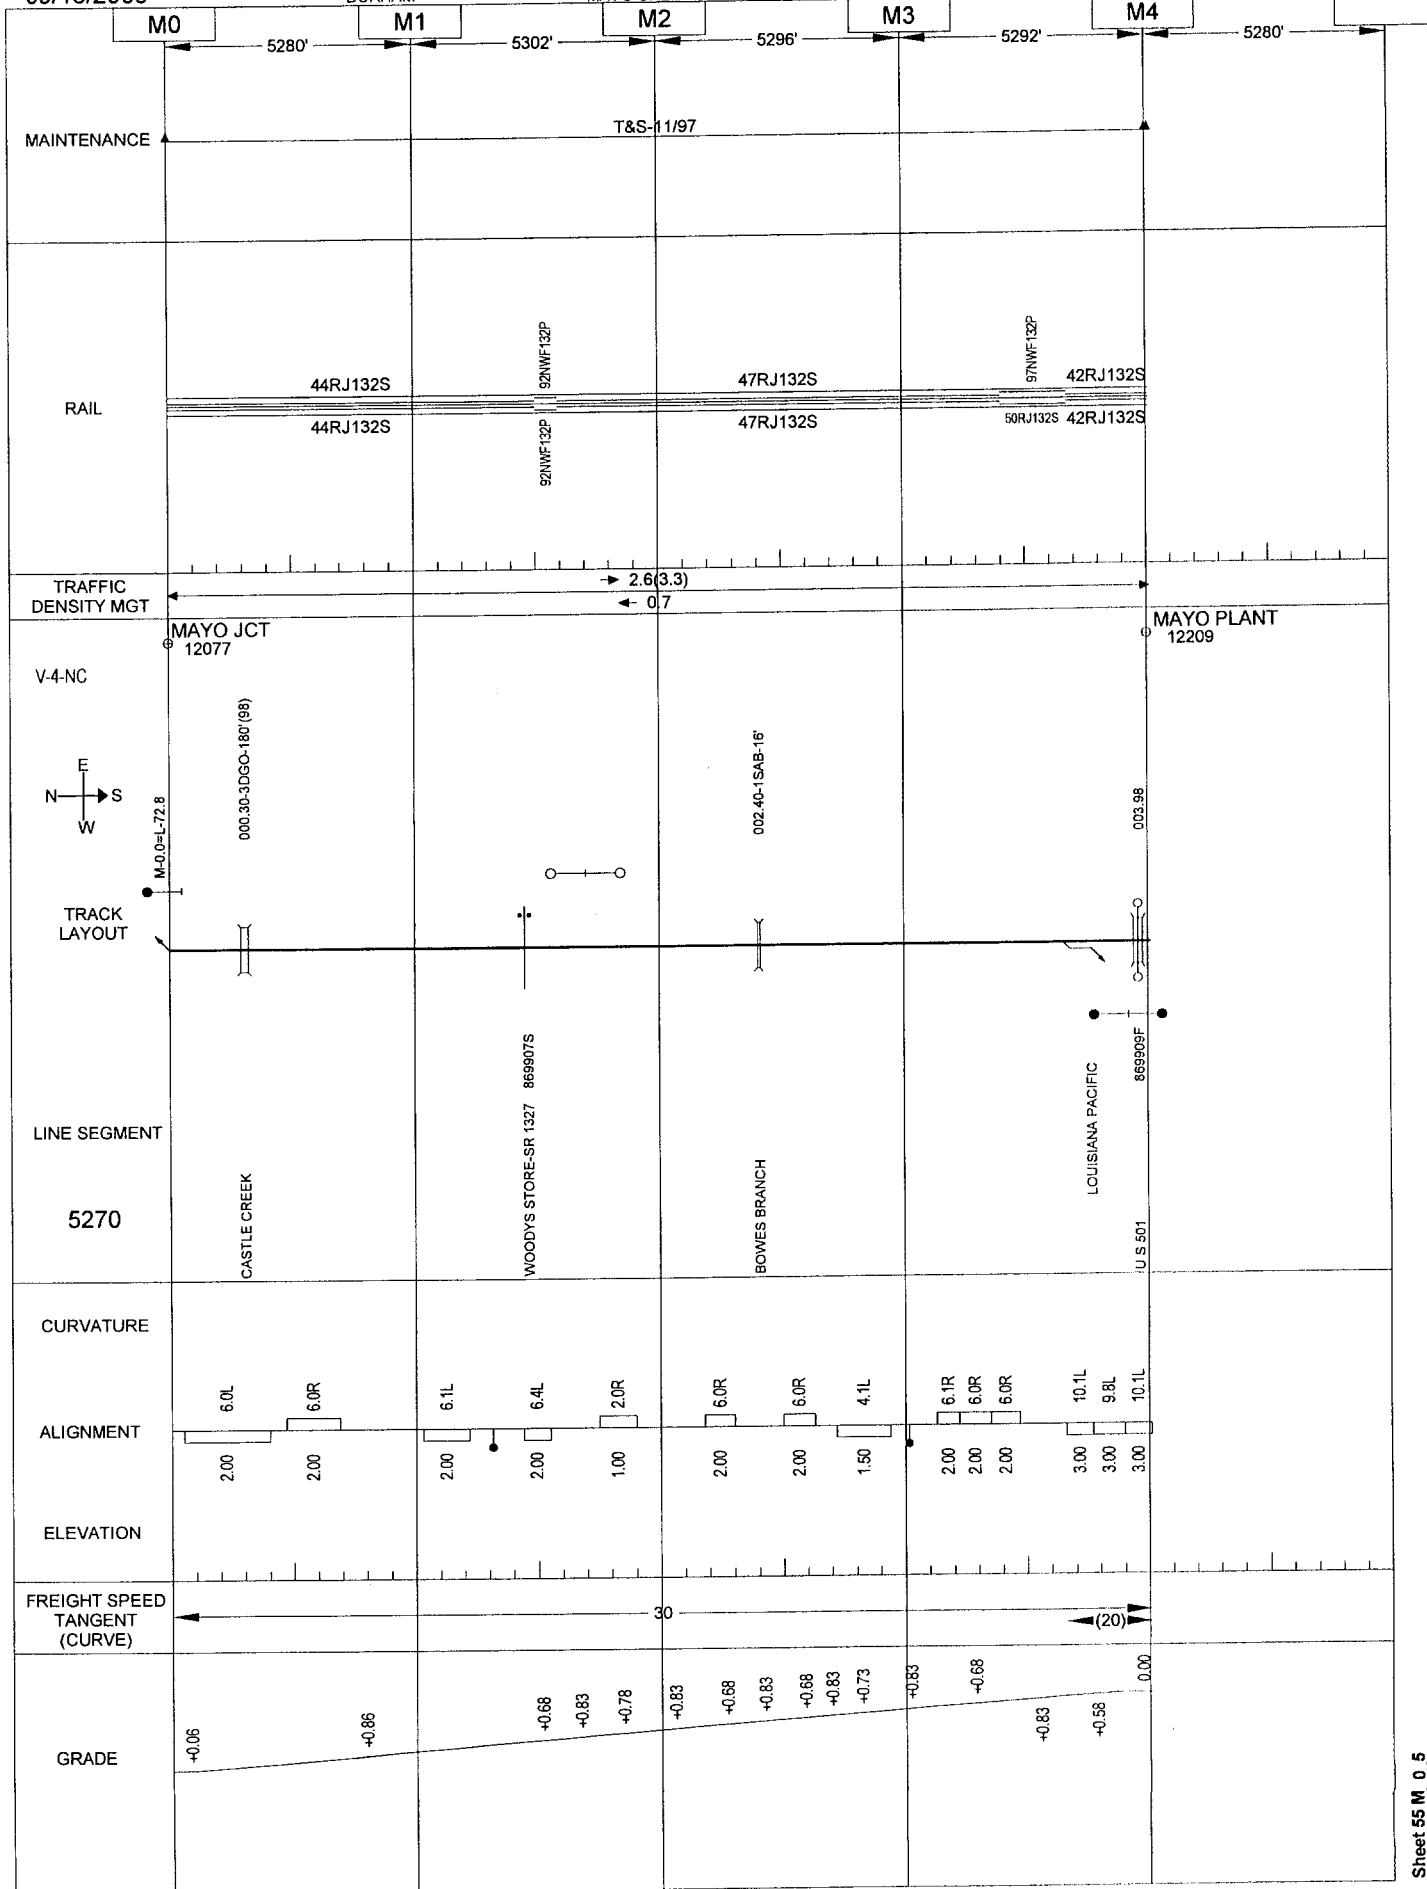 M0
M1
M2
M3
M4
5280'
5302'
5296'
5292'
5280'
MAINTENANCE
T&S-11/97
RAIL
44RJ132S
44RJ132S
92NWF132P
92NWF132P
47RJ132S
47RJ132S
97NWF132P
50RJ132S
42RJ132S
42RJ132S
TRAFFIC
DENSITY MGT
2.6(3.3)
0.7
MAYO JCT
12077
MAYO PLANT
12209
V-4-NC
E
N
S
W
M-0.0=L-72.8
000.30-3DGO-180'(98)
002.40-1SAB-16'
003.98
TRACK
LAYOUT
LINE SEGMENT
5270
CASTLE CREEK
WOODYS STORE-SR 1327 869907S
BOWES BRANCH
LOUISIANA PACIFIC
U S 501
869909F
CURVATURE
6.0L
6.0R
6.1L
6.4L
2.0R
6.0R
6.0R
4.1L
6.1R
6.0R
6.0R
10.1L
9.8L
10.1L
ALIGNMENT
2.00
2.00
2.00
2.00
1.00
2.00
2.00
1.50
2.00
2.00
2.00
3.00
3.00
3.00
ELEVATION
FREIGHT SPEED
TANGENT
(CURVE)
30
(20)
GRADE
+0.06
+0.86
+0.68
+0.83
+0.78
+0.83
+0.68
+0.83
+0.68
+0.83
+0.73
+0.83
+0.68
+0.83
+0.58
0.00
Sheet 55 M 0 5